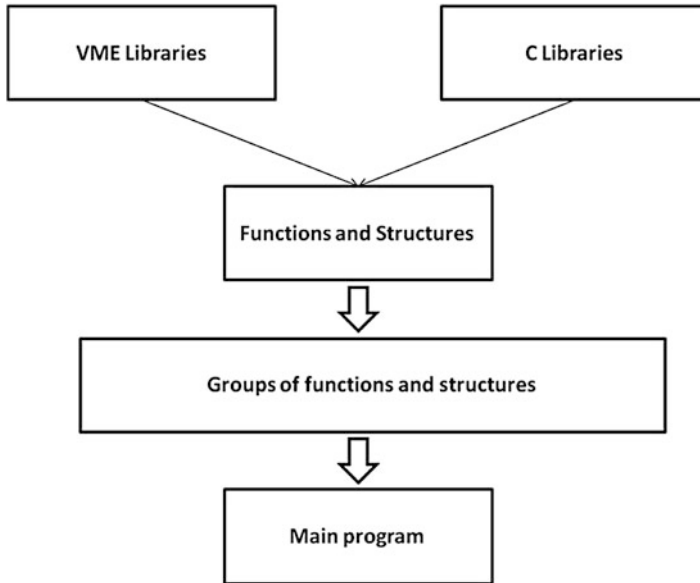 VME Libraries
C Libraries
Functions and Structures
Groups of functions and structures
Main program